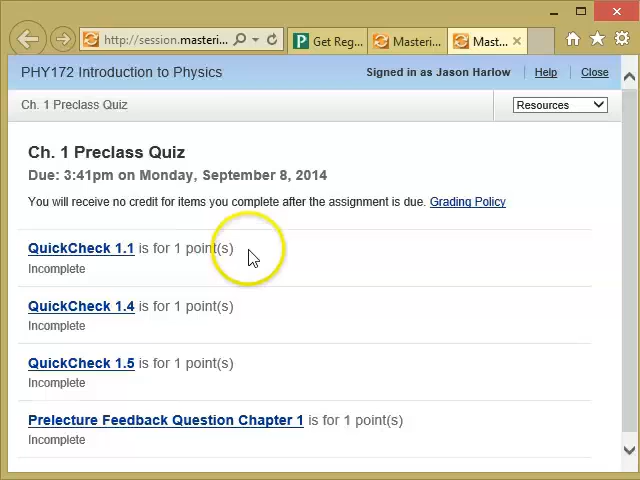 http://session.masteri...
Get Reg...
Masteri...
Mast...
PHY172 Introduction to Physics
Signed in as Jason Harlow
Help
Close
Ch. 1 Preclass Quiz
Resources
Ch. 1 Preclass Quiz
Due: 3:41pm on Monday, September 8, 2014
You will receive no credit for items you complete after the assignment is due. Grading Policy
QuickCheck 1.1 is for 1 point(s)
Incomplete
QuickCheck 1.4 is for 1 point(s)
Incomplete
QuickCheck 1.5 is for 1 point(s)
Incomplete
Prelecture Feedback Question Chapter 1 is for 1 point(s)
Incomplete